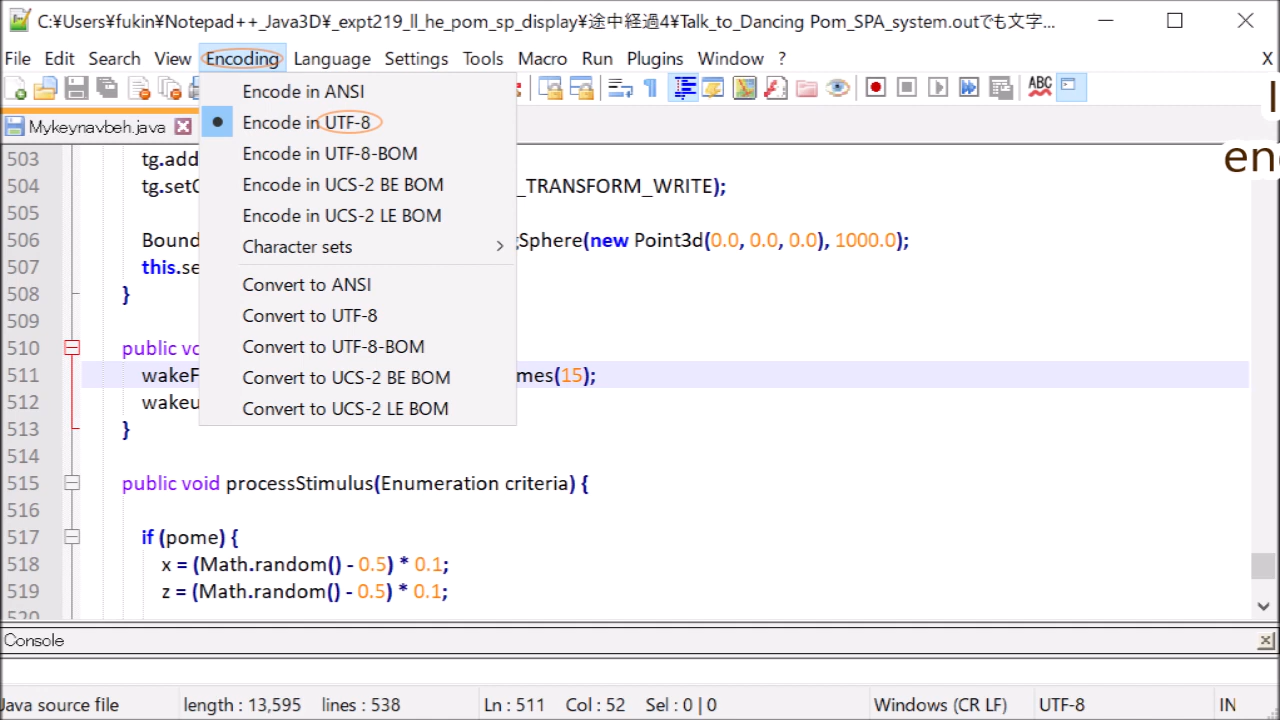 C:¥Users¥fukin¥Notepad++_Java3D¥_expt219_ll_he_pom_sp_display¥途中経過4¥Talk_to_Dancing Pom_SPA_system.outでも文字...
File Edit Search View Encoding Language Settings Tools Macro Run Plugins Window ? X
ABC
Mykeynavbeh.java
Encode in ANSI
Encode in UTF-8
Encode in UTF-8-BOM
Encode in UCS-2 BE BOM
Encode in UCS-2 LE BOM
Character sets
Convert to ANSI
Convert to UTF-8
Convert to UTF-8-BOM
Convert to UCS-2 BE BOM
Convert to UCS-2 LE BOM
en
503 tg.add
504 tg.set _TRANSFORM_WRITE);
505
506 Bound Sphere(new Point3d(0.0, 0.0, 0.0), 1000.0);
507 this.se
508 }
509
510 public vo
511 wakeF mes(15);
512 wakeu
513 }
514
515 public void processStimulus(Enumeration criteria) {
516
517 if (pome) {
518 x = (Math.random() - 0.5) * 0.1;
519 z = (Math.random() - 0.5) * 0.1;
520
Console
Java source file length : 13,595 lines : 538 Ln : 511 Col : 52 Sel : 0 | 0 Windows (CR LF) UTF-8 IN